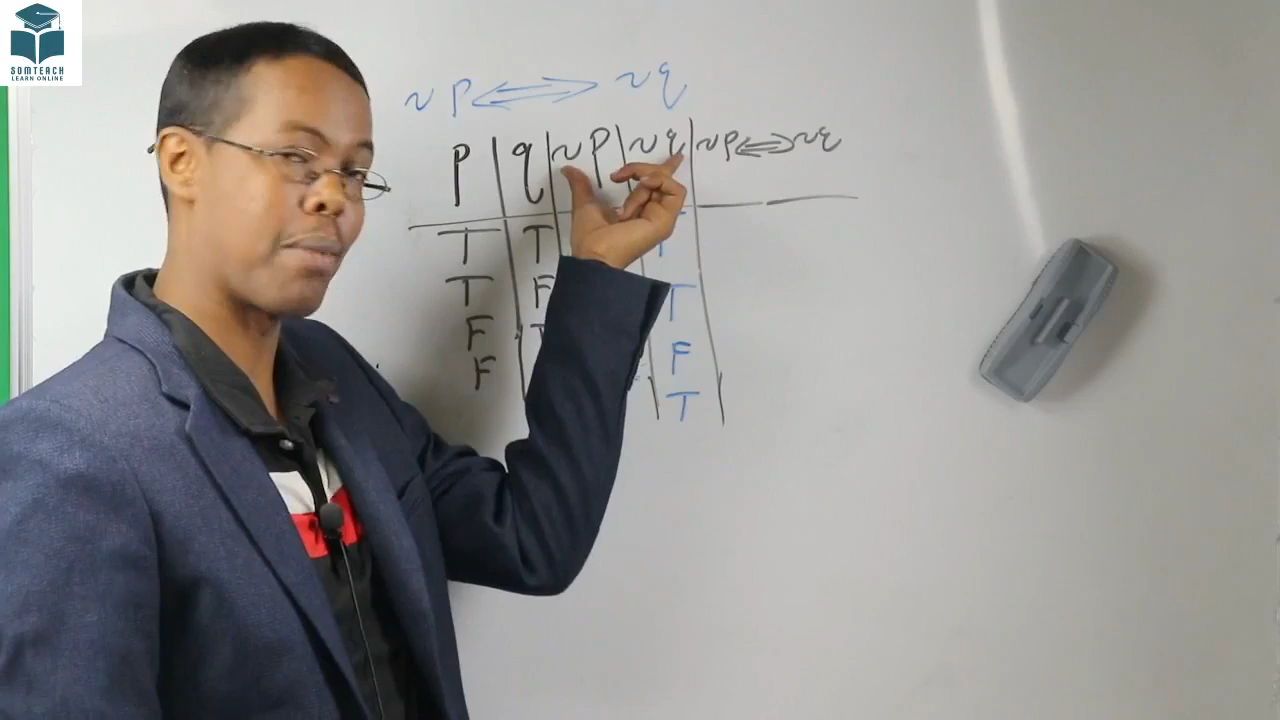 SOMTEACH
LEARN ONLINE
~P ⟺ ~q
P q ~P ~q ~P ⟺ ~q
T T
T F T
F F
F T